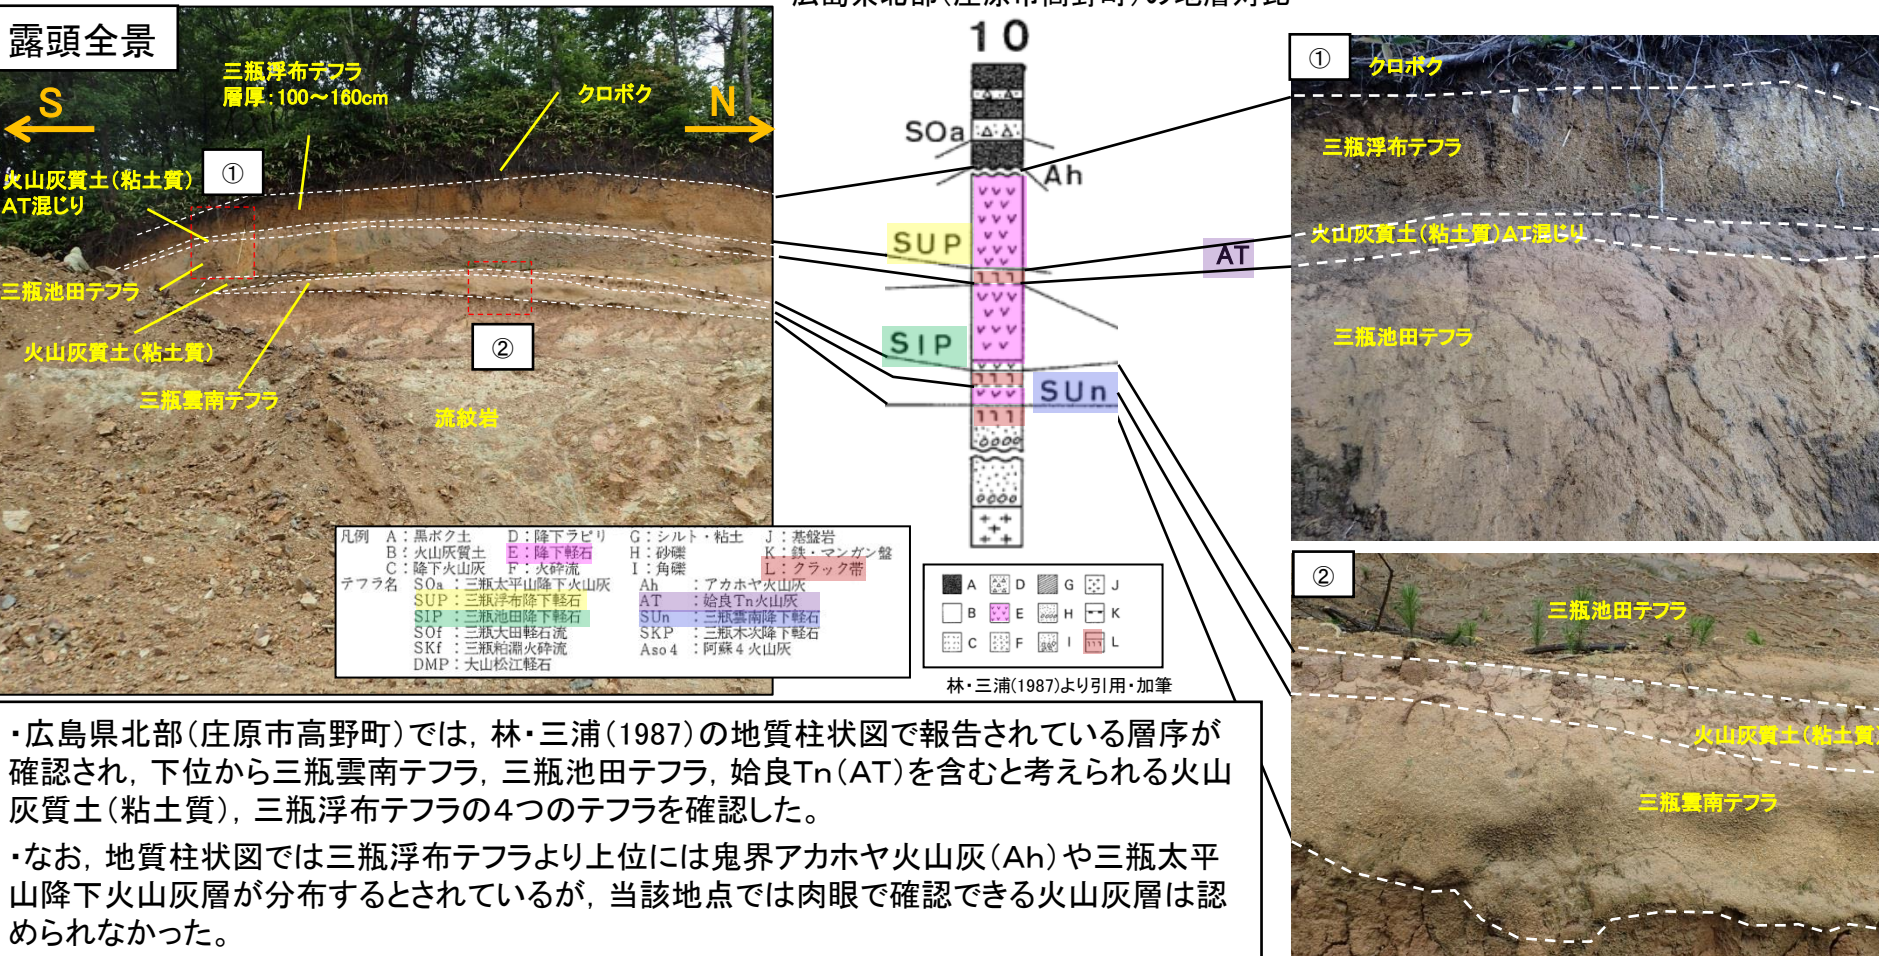 広島県北部(庄原市高野町)の地層対比
露頭全景
S
N
三瓶浮布テフラ
層厚:100～160cm
クロボク
①
火山灰質土(粘土質)
AT混じり
三瓶池田テフラ
火山灰質土(粘土質)
②
三瓶雲南テフラ
流紋岩
10
SOa
Ah
SUP
AT
SIP
SUn
凡例 A:黒ボク土 D:降下ラピリ G:シルト・粘土 J:基盤岩
B:火山灰質土 E:降下軽石 H:砂礫 K:鉄・マンガン盤
C:降下火山灰 F:火砕流 I:角礫 L:クラック帯
テフラ名 SOa:三瓶太平山降下火山灰 Ah:アカホヤ火山灰
SUP:三瓶浮布降下軽石 AT:姶良Tn火山灰
SIP:三瓶池田降下軽石 SUn:三瓶雲南降下軽石
SOf:三瓶大田軽石流 SKP:三瓶木次降下軽石
SKf:三瓶粕淵火砕流 Aso4:阿蘇4火山灰
DMP:大山松江軽石
A D G J
B E H K
C F I L
林・三浦(1987)より引用・加筆
①
クロボク
三瓶浮布テフラ
火山灰質土(粘土質)AT混じり
三瓶池田テフラ
②
三瓶池田テフラ
火山灰質土(粘土質)
三瓶雲南テフラ
・広島県北部(庄原市高野町)では, 林・三浦(1987)の地質柱状図で報告されている層序が
確認され, 下位から三瓶雲南テフラ, 三瓶池田テフラ, 姶良Tn(AT)を含むと考えられる火山
灰質土(粘土質), 三瓶浮布テフラの4つのテフラを確認した。
・なお, 地質柱状図では三瓶浮布テフラより上位には鬼界アカホヤ火山灰(Ah)や三瓶太平
山降下火山灰層が分布するとされているが, 当該地点では肉眼で確認できる火山灰層は認
められなかった。